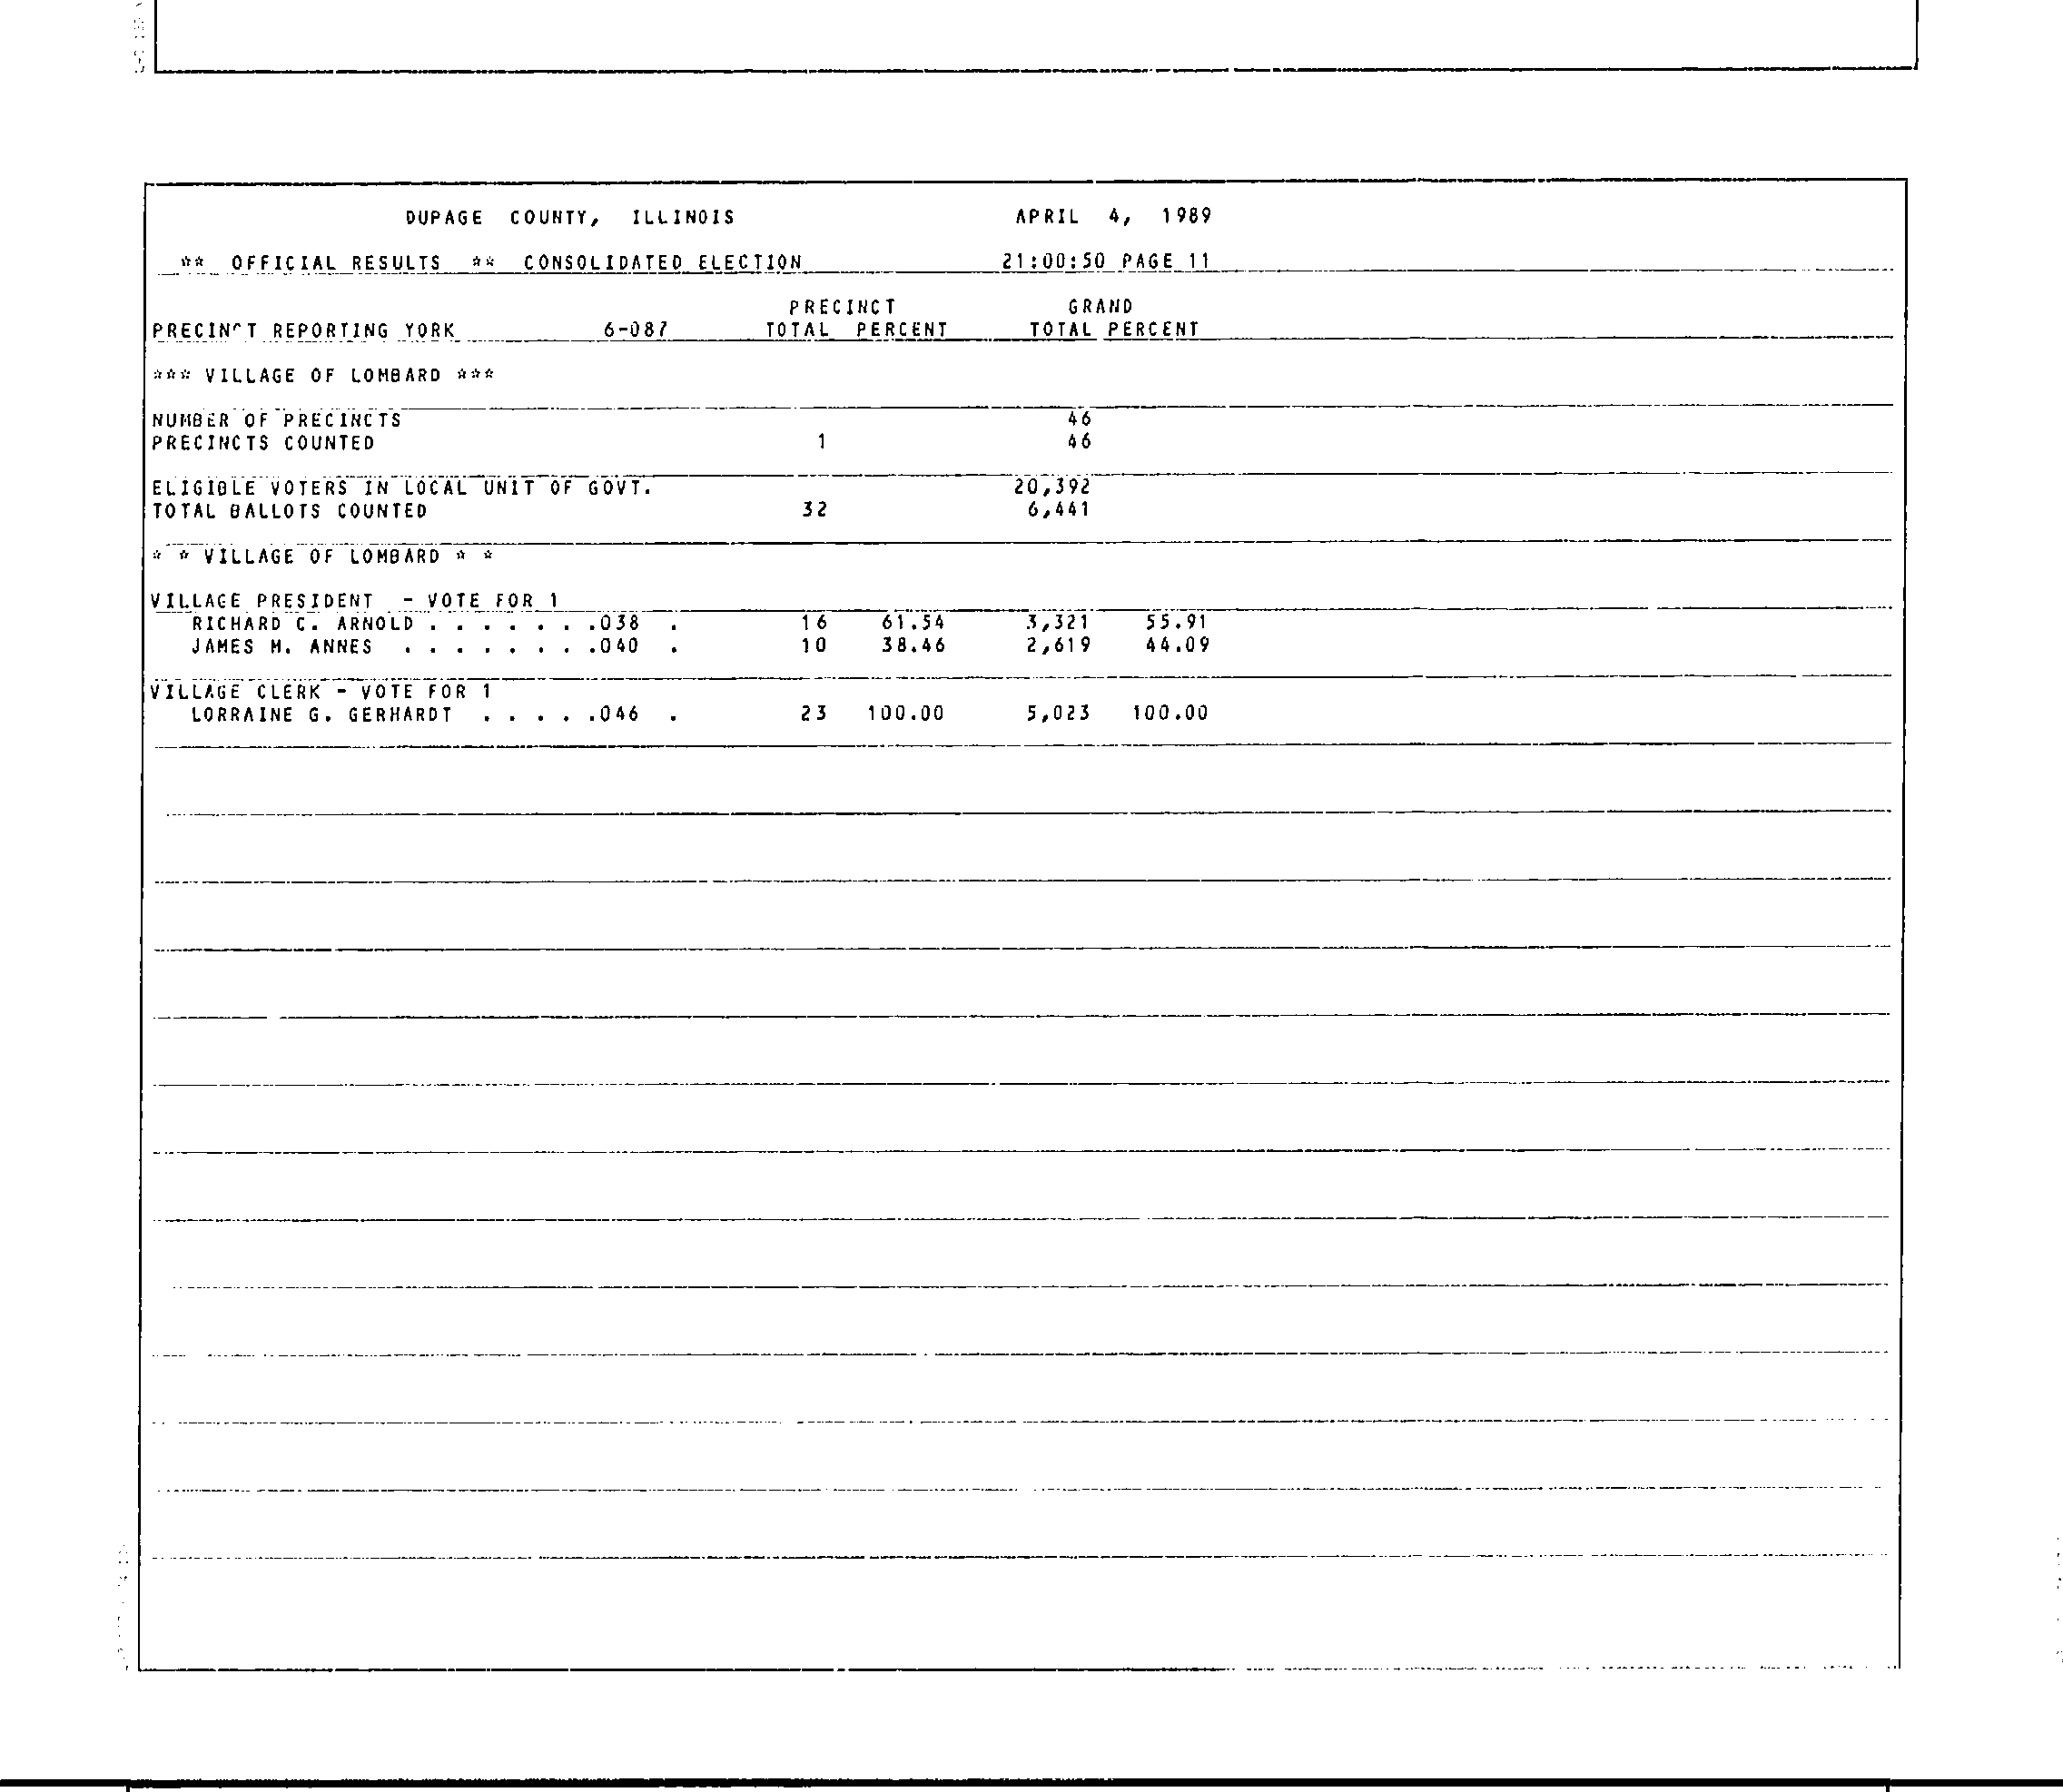 DUPAGE COUNTY, ILLINOIS APRIL 4, 1989
** OFFICIAL RESULTS ** CONSOLIDATED ELECTION 21:00:50 PAGE 11
PRECINCT GRAND
PRECINCT REPORTING YORK 6-087 TOTAL PERCENT TOTAL PERCENT
*** VILLAGE OF LOMBARD ***
NUMBER OF PRECINCTS 46
PRECINCTS COUNTED 1 46
ELIGIBLE VOTERS IN LOCAL UNIT OF GOVT. 20,392
TOTAL BALLOTS COUNTED 32 6,441
* * VILLAGE OF LOMBARD * *
VILLAGE PRESIDENT - VOTE FOR 1
RICHARD C. ARNOLD . . . . . . .038 . 16 61.54 3,321 55.91
JAMES M. ANNES . . . . . . . .040 . 10 38.46 2,619 44.09
VILLAGE CLERK - VOTE FOR 1
LORRAINE G. GERHARDT . . . . .046 . 23 100.00 5,023 100.00